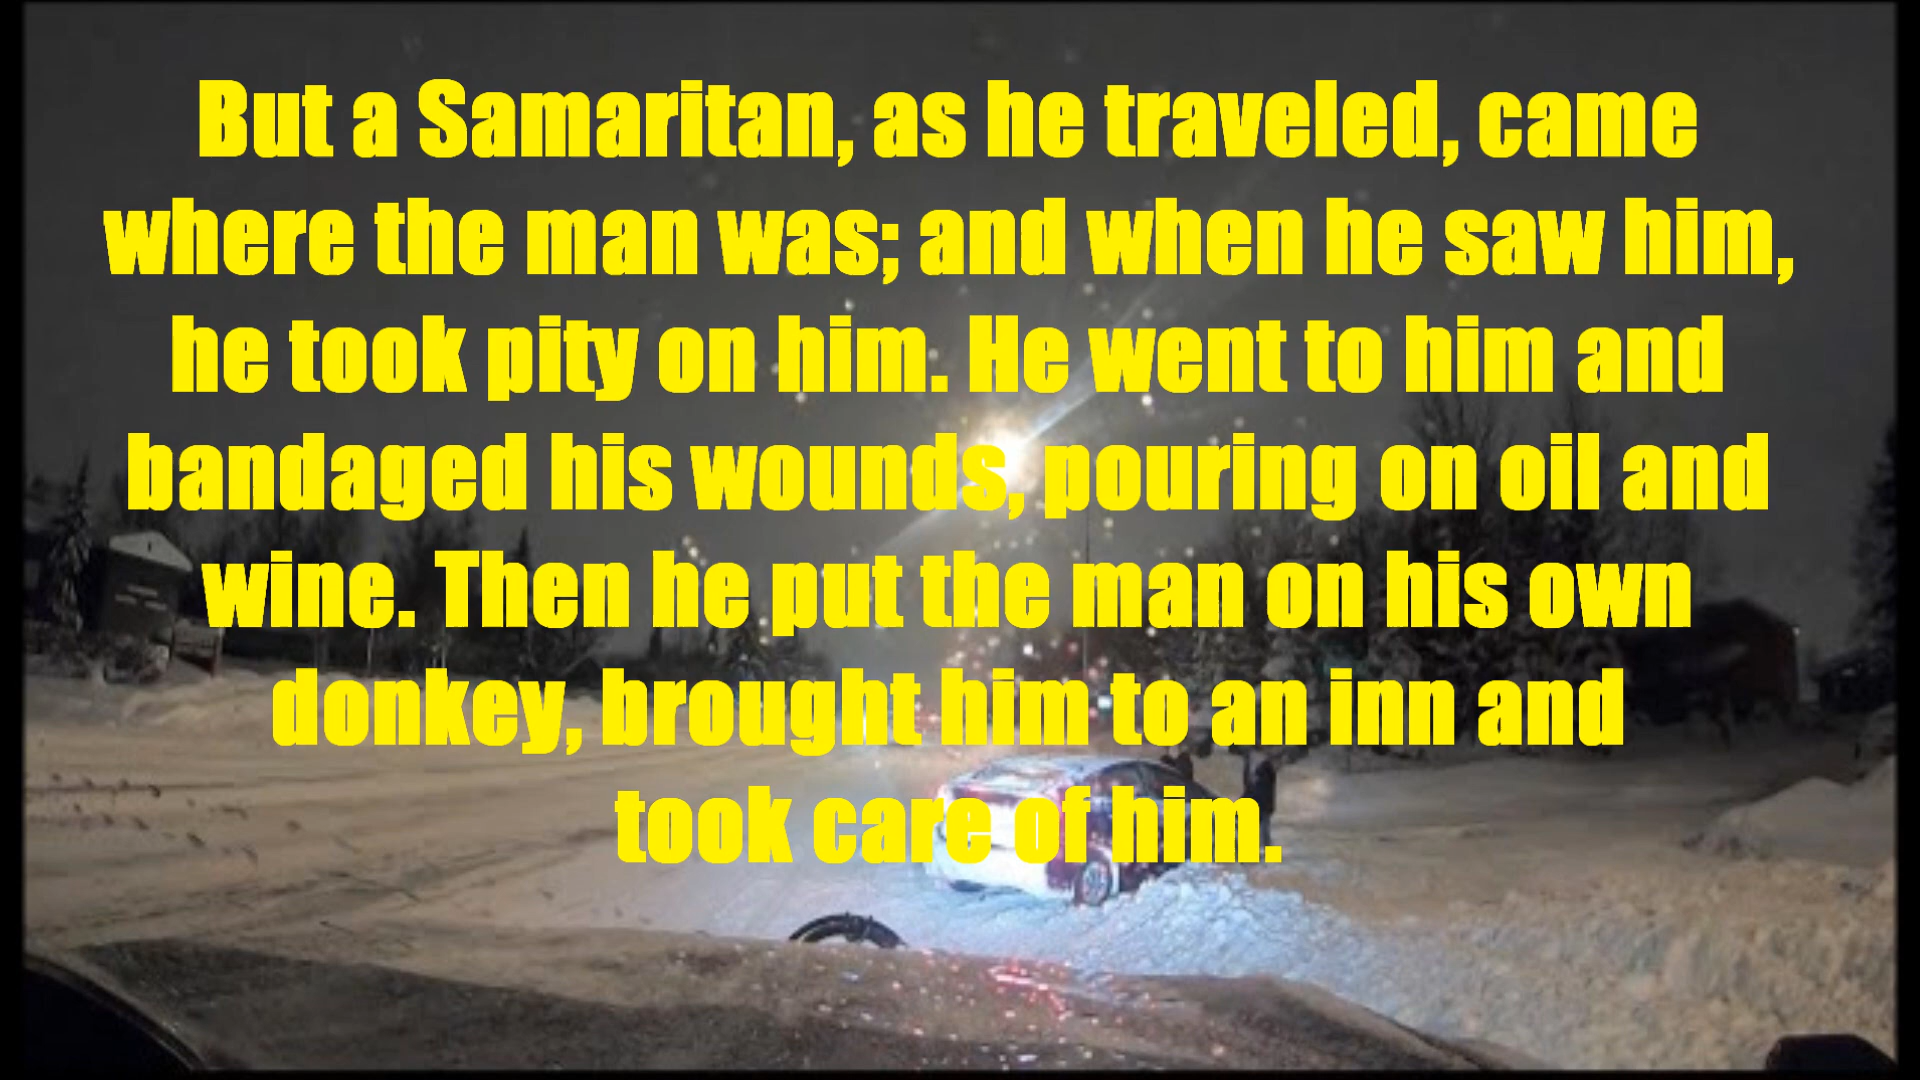 But a Samaritan, as he traveled, came
where the man was; and when he saw him,
he took pity on him. He went to him and
bandaged his wounds, pouring on oil and
wine. Then he put the man on his own
donkey, brought him to an inn and
took care of him.